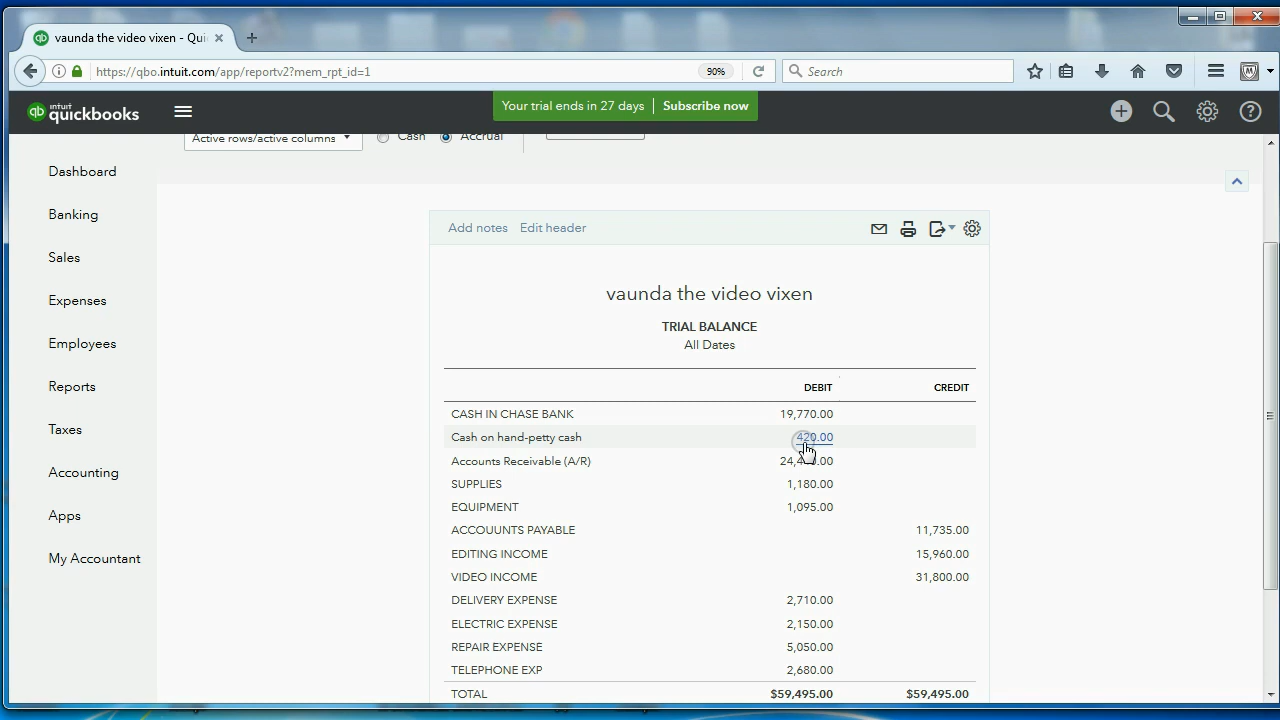 vaunda the video vixen - Qui
https://qbo.intuit.com/app/reportv2?mem_rpt_id=1
90%
Search
intuit
quickbooks
Your trial ends in 27 days
Subscribe now
Active rows/active columns
Cash
Accrual
Dashboard
Banking
Sales
Expenses
Employees
Reports
Taxes
Accounting
Apps
My Accountant
Add notes Edit header
vaunda the video vixen
TRIAL BALANCE
All Dates
DEBIT CREDIT
CASH IN CHASE BANK 19,770.00
Cash on hand-petty cash 420.00
Accounts Receivable (A/R)
SUPPLIES 1,180.00
EQUIPMENT 1,095.00
ACCOUUNTS PAYABLE 11,735.00
EDITING INCOME 15,960.00
VIDEO INCOME 31,800.00
DELIVERY EXPENSE 2,710.00
ELECTRIC EXPENSE 2,150.00
REPAIR EXPENSE 5,050.00
TELEPHONE EXP 2,680.00
TOTAL $59,495.00 $59,495.00